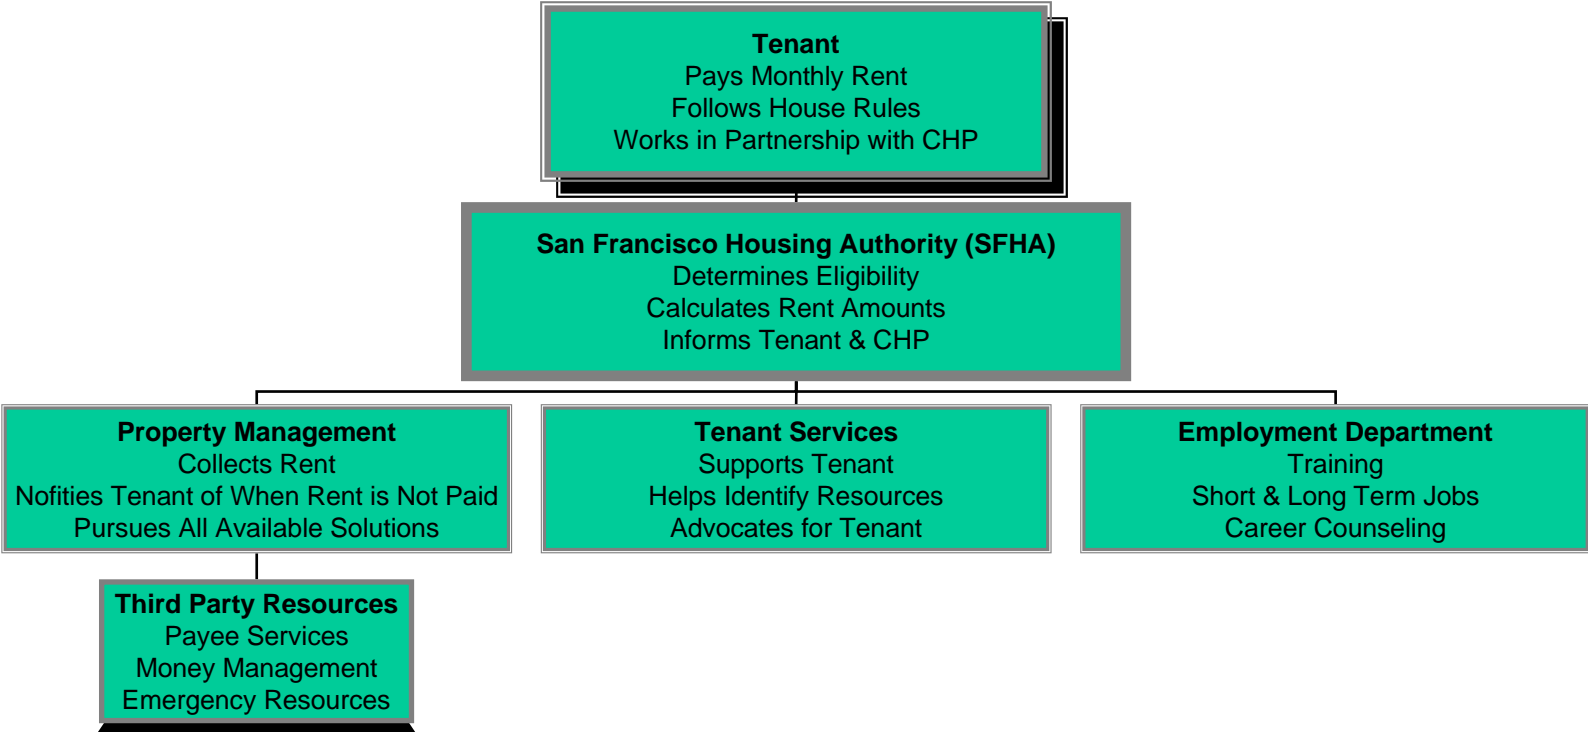 Tenant
Pays Monthly Rent
Follows House Rules
Works in Partnership with CHP
San Francisco Housing Authority (SFHA)
Determines Eligibility
Calculates Rent Amounts
Informs Tenant & CHP
Property Management
Collects Rent
Nofities Tenant of When Rent is Not Paid
Pursues All Available Solutions
Tenant Services
Supports Tenant
Helps Identify Resources
Advocates for Tenant
Employment Department
Training
Short & Long Term Jobs
Career Counseling
Third Party Resources
Payee Services
Money Management
Emergency Resources